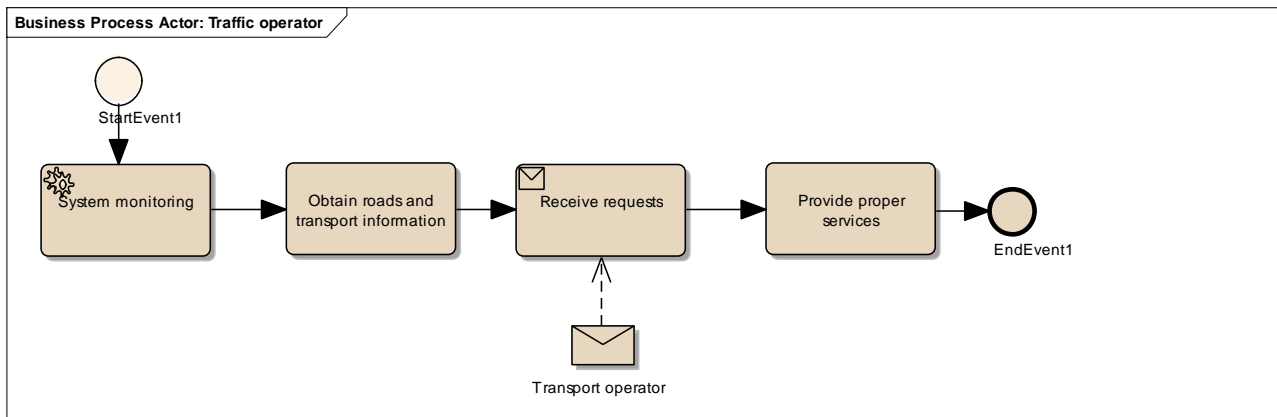 Business Process Actor: Traffic operator
StartEvent1
System monitoring
Obtain roads and
transport information
Receive requests
Provide proper
services
EndEvent1
Transport operator